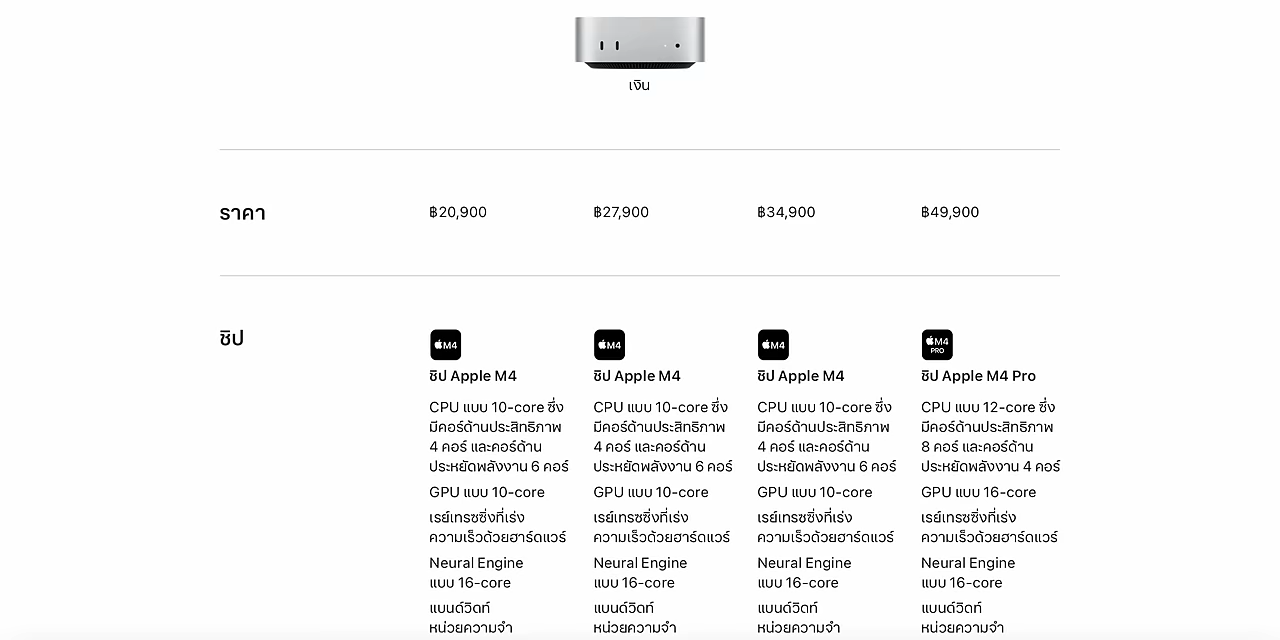 เงิน
ราคา ฿20,900 ฿27,900 ฿34,900 ฿49,900
ชิป
M4 M4 M4 M4 PRO
ชิป Apple M4 ชิป Apple M4 ชิป Apple M4 ชิป Apple M4 Pro
CPU แบบ 10-core ซึ่ง CPU แบบ 10-core ซึ่ง CPU แบบ 10-core ซึ่ง CPU แบบ 12-core ซึ่ง
มีคอร์ด้านประสิทธิภาพ มีคอร์ด้านประสิทธิภาพ มีคอร์ด้านประสิทธิภาพ มีคอร์ด้านประสิทธิภาพ
4 คอร์ และคอร์ด้าน 4 คอร์ และคอร์ด้าน 4 คอร์ และคอร์ด้าน 8 คอร์ และคอร์ด้าน
ประหยัดพลังงาน 6 คอร์ ประหยัดพลังงาน 6 คอร์ ประหยัดพลังงาน 6 คอร์ ประหยัดพลังงาน 4 คอร์
GPU แบบ 10-core GPU แบบ 10-core GPU แบบ 10-core GPU แบบ 16-core
เรย์เทรซซิ่งที่เร่ง เรย์เทรซซิ่งที่เร่ง เรย์เทรซซิ่งที่เร่ง เรย์เทรซซิ่งที่เร่ง
ความเร็วด้วยฮาร์ดแวร์ ความเร็วด้วยฮาร์ดแวร์ ความเร็วด้วยฮาร์ดแวร์ ความเร็วด้วยฮาร์ดแวร์
Neural Engine Neural Engine Neural Engine Neural Engine
แบบ 16-core แบบ 16-core แบบ 16-core แบบ 16-core
แบนด์วิดท์ แบนด์วิดท์ แบนด์วิดท์ แบนด์วิดท์
หน่วยความจำ หน่วยความจำ หน่วยความจำ หน่วยความจำ